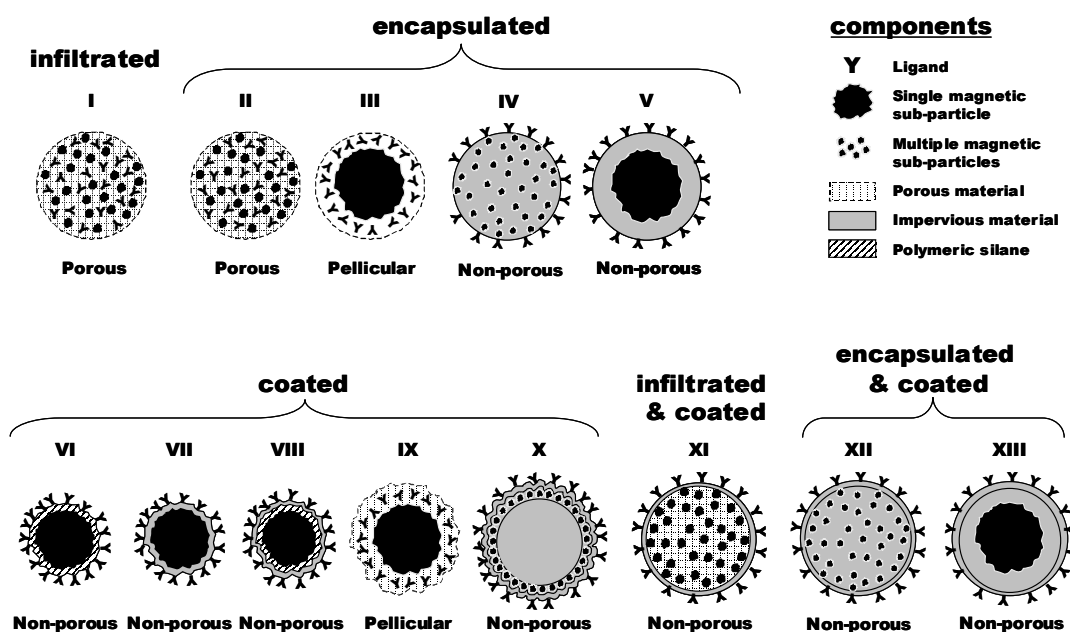 encapsulated
infiltrated
I
II
III
IV
V
Porous
Porous
Pellicular
Non-porous
Non-porous
components
Ligand
Single magnetic
sub-particle
Multiple magnetic
sub-particles
Porous material
Impervious material
Polymeric silane
coated
infiltrated
& coated
encapsulated
& coated
VI
VII
VIII
IX
X
XI
XII
XIII
Non-porous
Non-porous
Non-porous
Pellicular
Non-porous
Non-porous
Non-porous
Non-porous